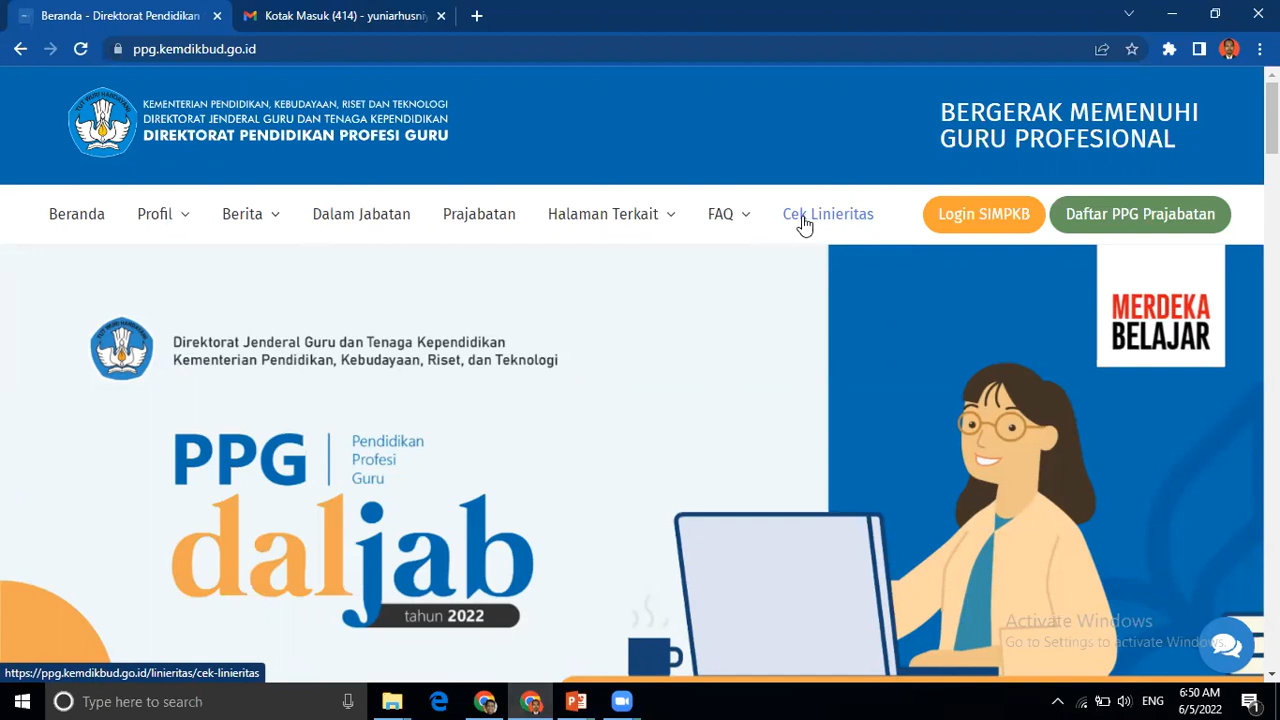 Beranda - Direktorat Pendidikan
Kotak Masuk (414) - yuniarhusniy
ppg.kemdikbud.go.id
KEMENTERIAN PENDIDIKAN, KEBUDAYAAN, RISET DAN TEKNOLOGI
DIREKTORAT JENDERAL GURU DAN TENAGA KEPENDIDIKAN
DIREKTORAT PENDIDIKAN PROFESI GURU
BERGERAK MEMENUHI
GURU PROFESIONAL
Beranda Profil Berita Dalam Jabatan Prajabatan Halaman Terkait FAQ Cek Linieritas Login SIMPKB Daftar PPG Prajabatan
MERDEKA
BELAJAR
Direktorat Jenderal Guru dan Tenaga Kependidikan
Kementerian Pendidikan, Kebudayaan, Riset, dan Teknologi
PPG
Pendidikan
Profesi
Guru
daljab
tahun 2022
Activate Windows
Go to Settings to activate Windows.
https://ppg.kemdikbud.go.id/linieritas/cek-linieritas
Type here to search
ENG
6:50 AM
6/5/2022